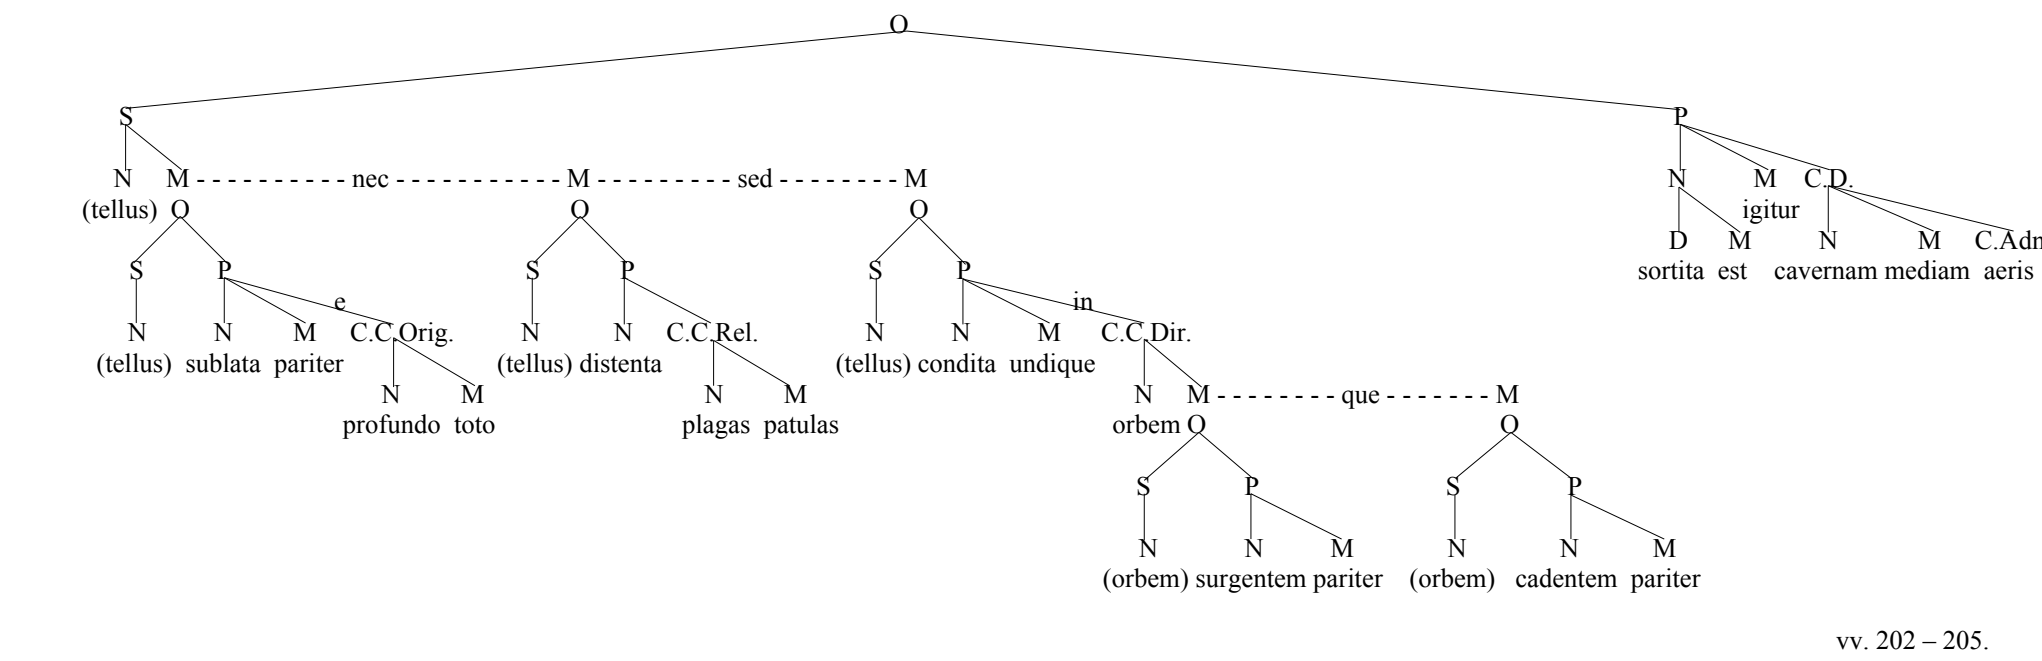 O
S P
N M - - - - - - - - - - nec - - - - - - - - - - - M - - - - - - - - - sed - - - - - - - - M N M C.D.
(tellus) O O O igitur
D M N M C.Adn
S P S P S P sortita est cavernam mediam aeris
e in
N N M C.C.Orig. N N C.C.Rel. N N M C.C.Dir.
(tellus) sublata pariter (tellus) distenta (tellus) condita undique
N M N M N M - - - - - - - - que - - - - - - - M
profundo toto plagas patulas orbem O O
S P S P
N N M N N M
(orbem) surgentem pariter (orbem) cadentem pariter
vv. 202 – 205.